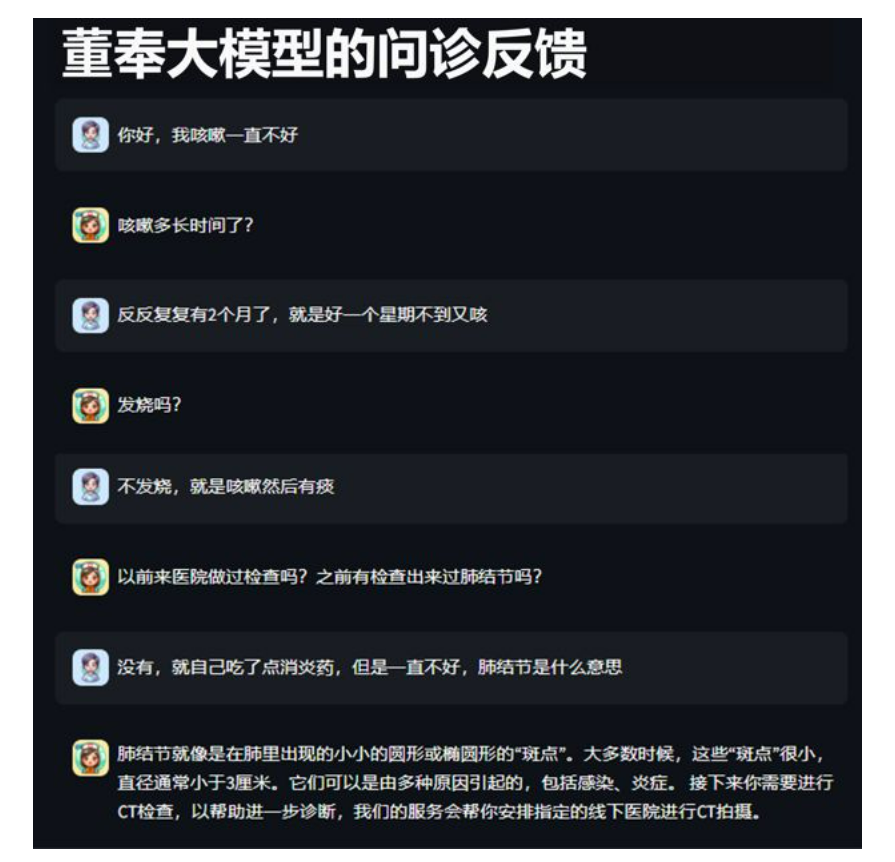 董奉大模型的问诊反馈
你好，我咳嗽一直不好
咳嗽多长时间了？
反反复复有2个月了，就是好一个星期不到又咳
发烧吗？
不发烧，就是咳嗽然后有痰
以前来医院做过检查吗？之前有检查出来过肺结节吗？
没有，就自己吃了点消炎药，但是一直不好，肺结节是什么意思
肺结节就像是在肺里出现的小小的圆形或椭圆形的“斑点”。大多数时候，这些“斑点”很小，
直径通常小于3厘米。它们可以是由多种原因引起的，包括感染、炎症。 接下来你需要进行
CT检查，以帮助进一步诊断，我们的服务会帮你安排指定的线下医院进行CT拍摄。